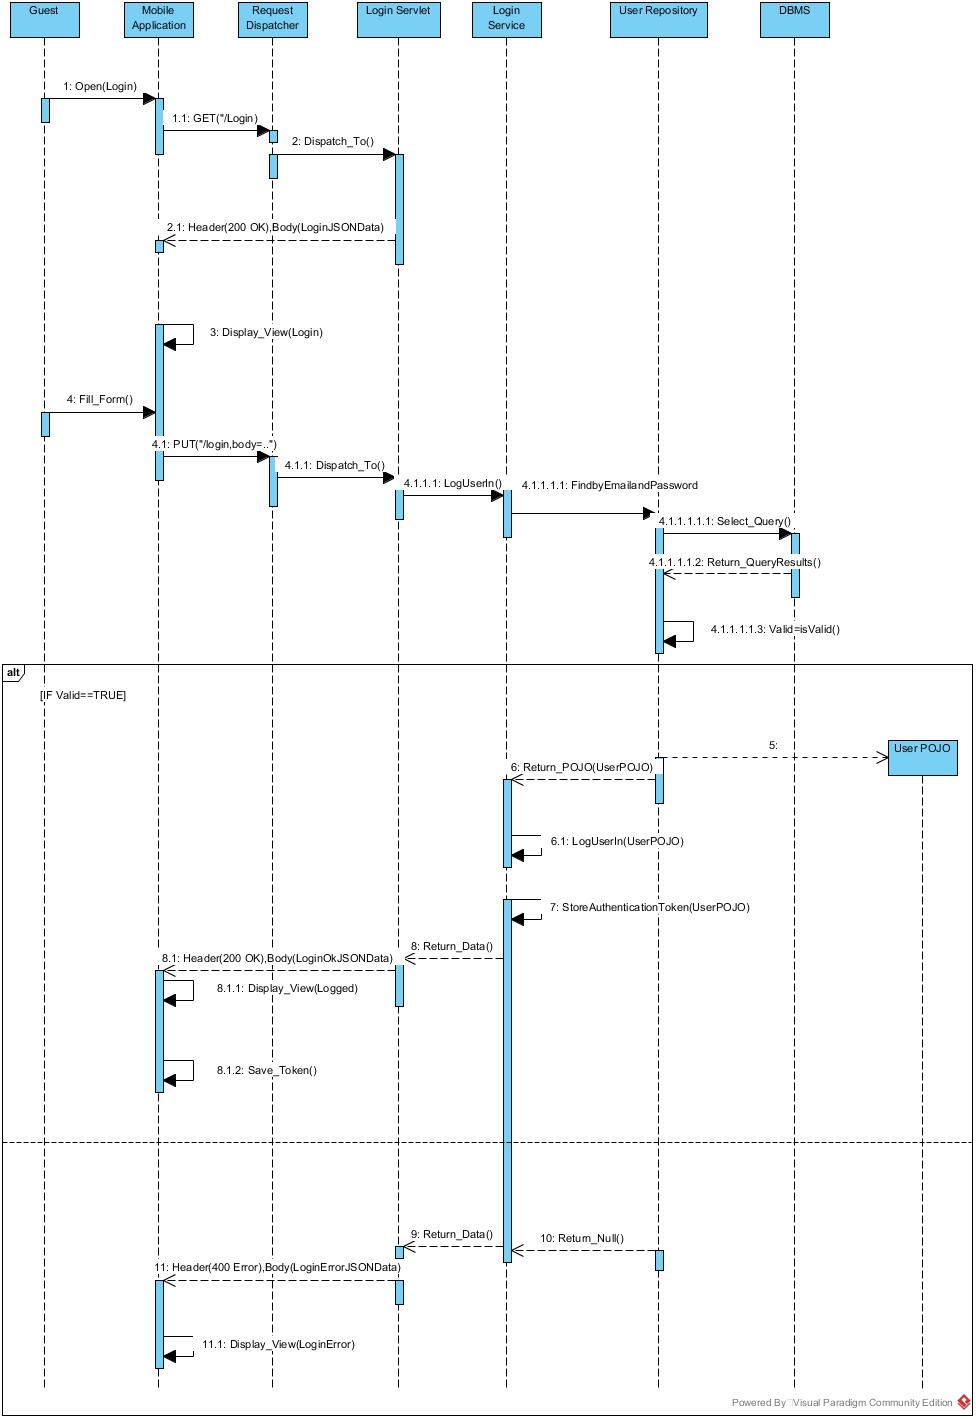 Guest
Mobile
Application
Request
Dispatcher
Login Servlet
Login
Service
User Repository
DBMS
1: Open(Login)
1.1: GET("/Login)
2: Dispatch_To()
2.1: Header(200 OK),Body(LoginJSONData)
3: Display_View(Login)
4: Fill_Form()
4.1: PUT("/login,body=..")
4.1.1: Dispatch_To()
4.1.1.1: LogUserIn()
4.1.1.1.1: FindbyEmailandPassword
4.1.1.1.1.1: Select_Query()
4.1.1.1.1.2: Return_QueryResults()
4.1.1.1.1.3: Valid=isValid()
alt
[IF Valid==TRUE]
5:
User POJO
6: Return_POJO(UserPOJO)
6.1: LogUserIn(UserPOJO)
7: StoreAuthenticationToken(UserPOJO)
8: Return_Data()
8.1: Header(200 OK),Body(LoginOkJSONData)
8.1.1: Display_View(Logged)
8.1.2: Save_Token()
9: Return_Data()
10: Return_Null()
11: Header(400 Error),Body(LoginErrorJSONData)
11.1: Display_View(LoginError)
Powered By Visual Paradigm Community Edition